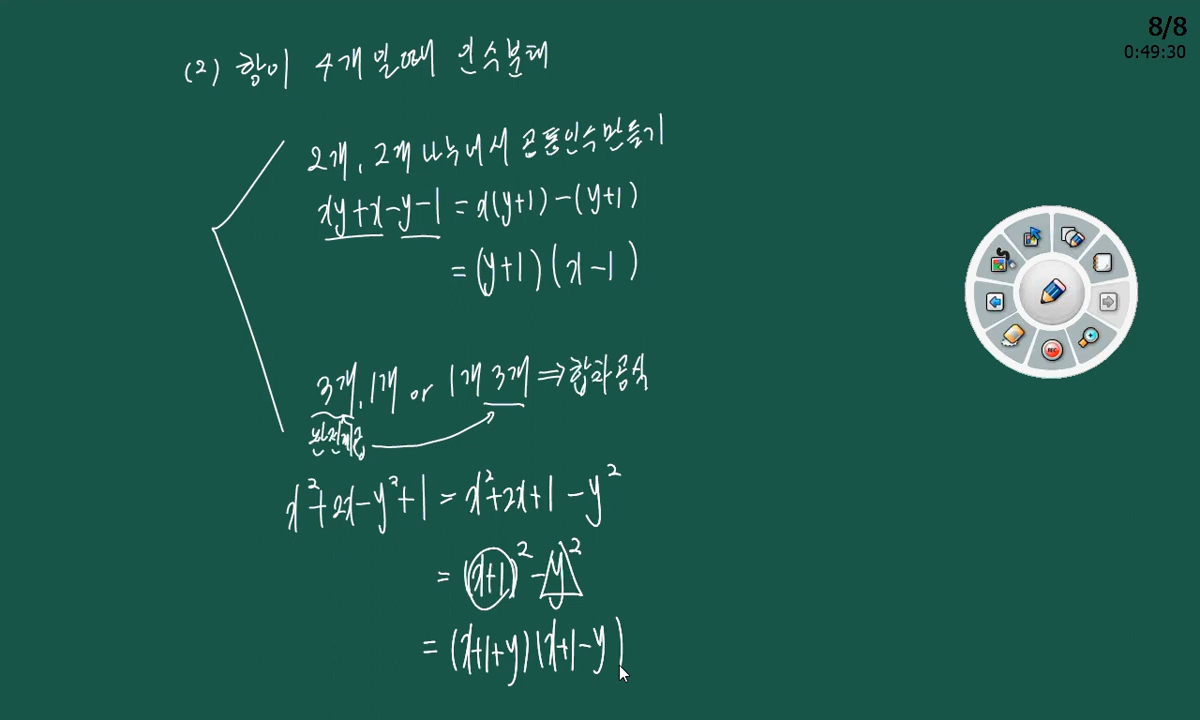 8/8
0:49:30
(2) 항이 4개 일때 인수분해
2개, 2개 나누어서 공통인수만들기
xy+x-y-1 = x(y+1)-(y+1)
= (y+1)(x-1)
3개, 1개 or 1개 3개 ⇒ 합차공식
완전제곱
x²+2x-y²+1 = x²+2x+1-y²
= (x+1)²-y²
= (x+1+y)(x+1-y)
REC